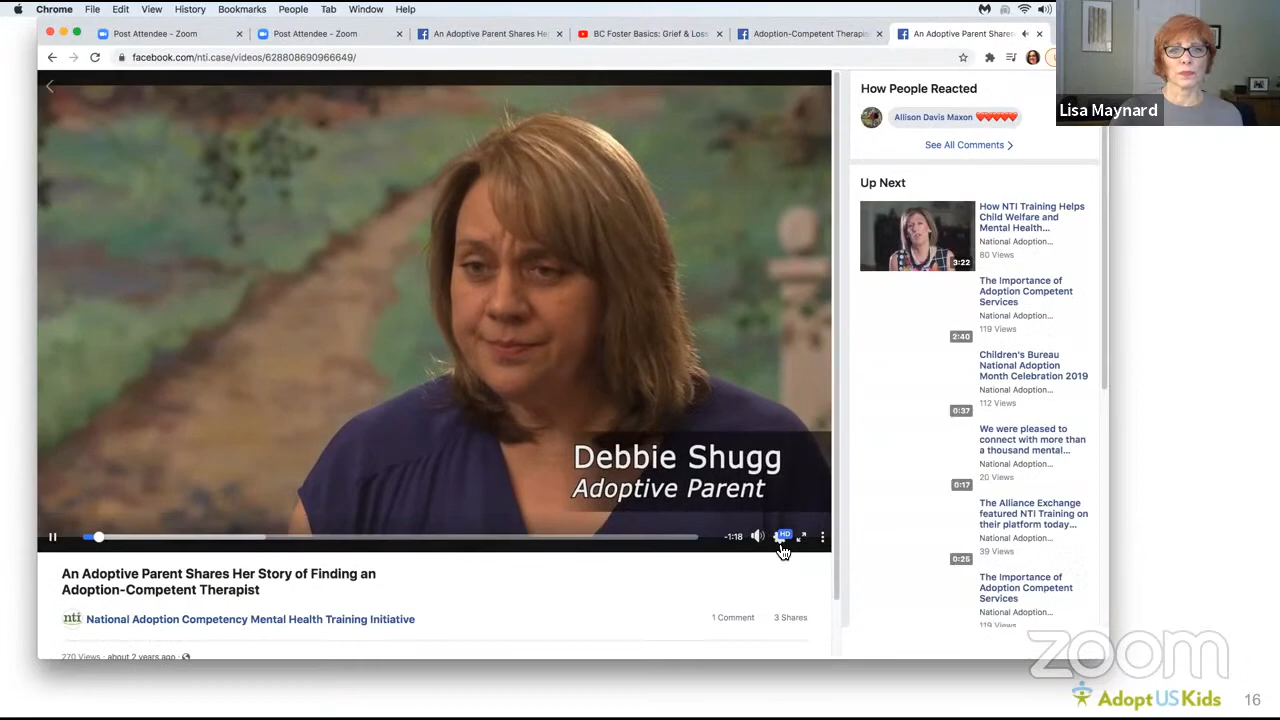 Chrome File Edit View History Bookmarks People Tab Window Help
Post Attendee - Zoom
Post Attendee - Zoom
An Adoptive Parent Shares He
BC Foster Basics: Grief & Loss
Adoption-Competent Therapis
An Adoptive Parent Share
facebook.com/nti.case/videos/628808690966649/
Lisa Maynard
How People Reacted
Allison Davis Maxon
See All Comments
Up Next
How NTI Training Helps
Child Welfare and
Mental Health...
National Adoption...
80 Views
3:22
The Importance of
Adoption Competent
Services
National Adoption...
119 Views
2:40
Children's Bureau
National Adoption
Month Celebration 2019
National Adoption...
112 Views
0:37
We were pleased to
connect with more than
a thousand mental...
National Adoption...
20 Views
0:17
The Alliance Exchange
featured NTI Training on
their platform today...
National Adoption...
39 Views
0:25
The Importance of
Adoption Competent
Services
National Adoption...
119 Views
Debbie Shugg
Adoptive Parent
-1:18
HD
An Adoptive Parent Shares Her Story of Finding an
Adoption-Competent Therapist
nti National Adoption Competency Mental Health Training Initiative
1 Comment 3 Shares
270 Views · about 2 years ago ·
zoom
AdoptUSKids
16